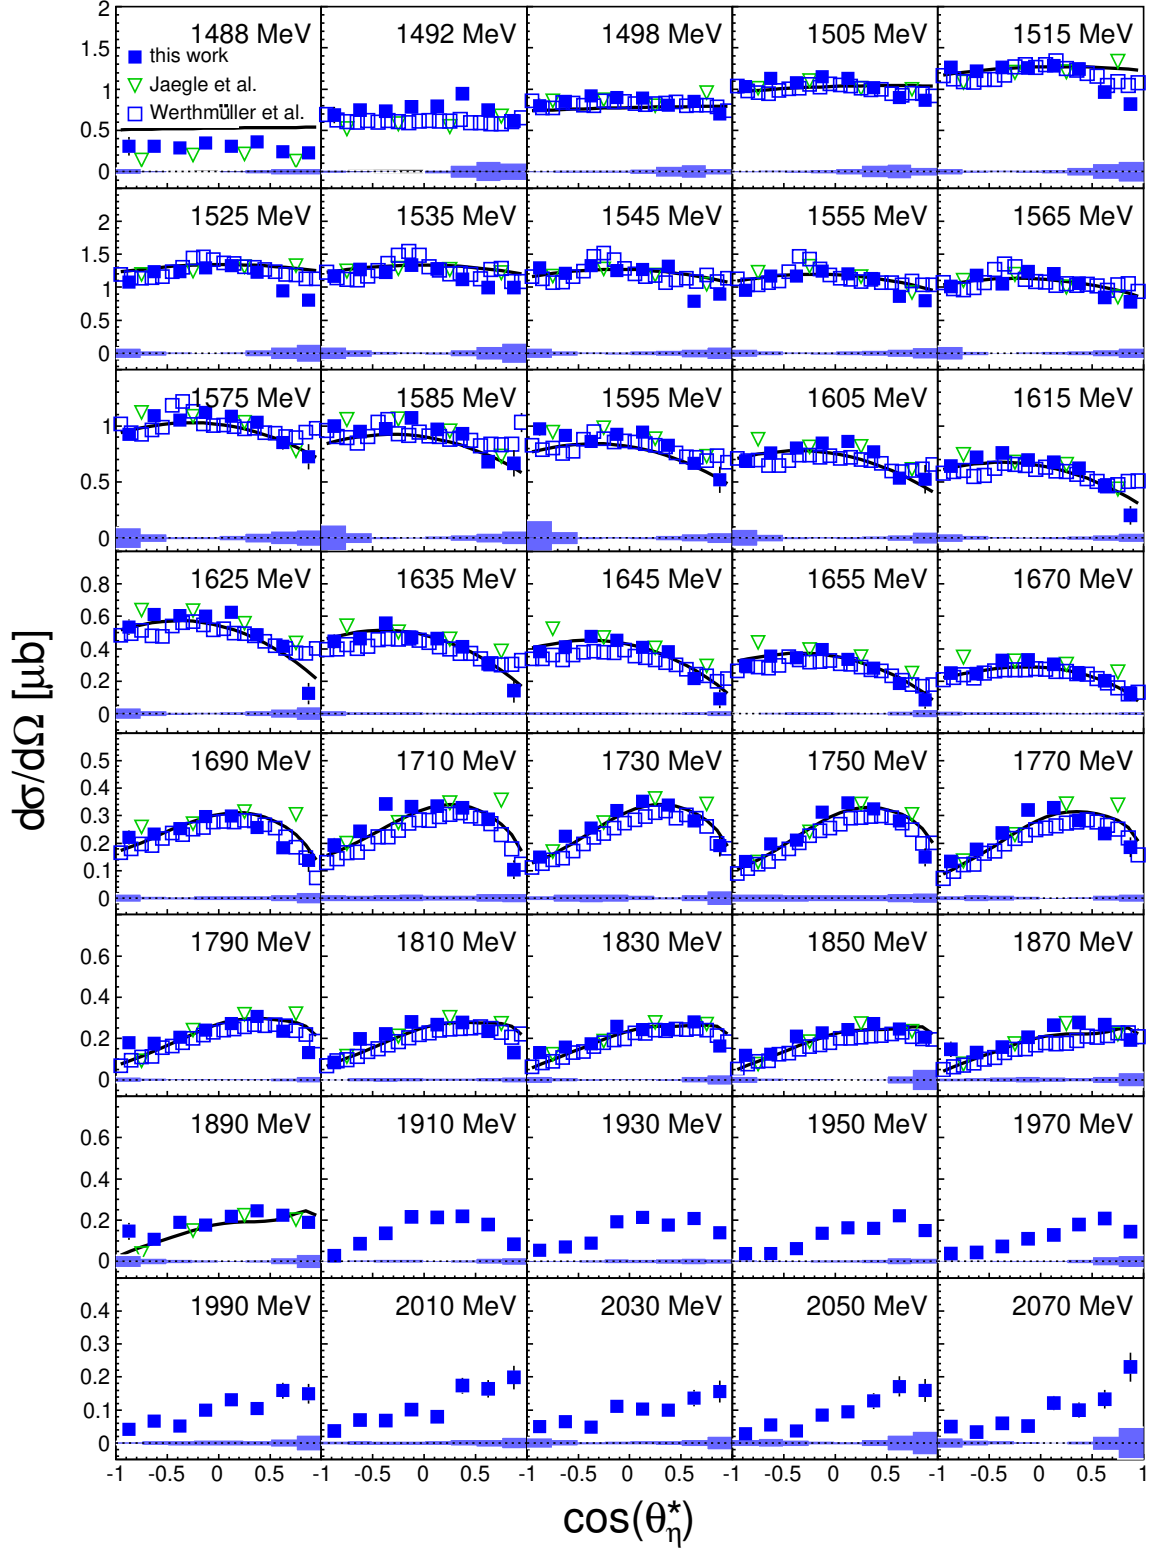 2
1488 MeV
1492 MeV
1498 MeV
1505 MeV
1515 MeV
this work
1.5
Jaegle et al.
1
Werthmüller et al.
0.5
0
1525 MeV
1535 MeV
1545 MeV
1555 MeV
1565 MeV
2
1.5
1
0.5
0
1575 MeV
1585 MeV
1595 MeV
1605 MeV
1615 MeV
1
0.5
0
1625 MeV
1635 MeV
1645 MeV
1655 MeV
1670 MeV
0.8
0.6
0.4
0.2
0
dσ/dΩ [μb]
1690 MeV
1710 MeV
1730 MeV
1750 MeV
1770 MeV
0.5
0.4
0.3
0.2
0.1
0
1790 MeV
1810 MeV
1830 MeV
1850 MeV
1870 MeV
0.6
0.4
0.2
0
1890 MeV
1910 MeV
1930 MeV
1950 MeV
1970 MeV
0.6
0.4
0.2
0
1990 MeV
2010 MeV
2030 MeV
2050 MeV
2070 MeV
0.4
0.3
0.2
0.1
0
-1 -0.5 0 0.5 -1 -0.5 0 0.5 -1 -0.5 0 0.5 -1 -0.5 0 0.5 -1 -0.5 0 0.5 1
cos(θ*η)